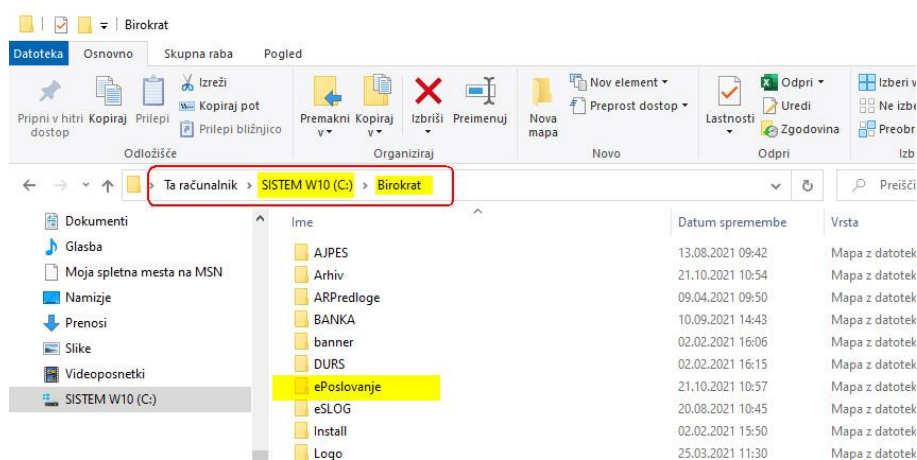 Birokrat
Datoteka Osnovno Skupna raba Pogled
Pripni v hitri dostop
Kopiraj
Prilepi
Izreži
Kopiraj pot
Prilepi bližnjico
Odložišče
Premakni v
Kopiraj v
Izbriši
Preimenuj
Organiziraj
Nova mapa
Nov element
Preprost dostop
Novo
Lastnosti
Odpri
Uredi
Zgodovina
Odpri
Izberi v
Ne izbe
Preobr
Izb
Ta računalnik > SISTEM W10 (C:) > Birokrat
Preišči
Dokumenti
Glasba
Moja spletna mesta na MSN
Namizje
Prenosi
Slike
Videoposnetki
SISTEM W10 (C:)
Ime Datum spremembe Vrsta
AJPES 13.08.2021 09:42 Mapa z datotek
Arhiv 21.10.2021 10:54 Mapa z datotek
ARPredloge 09.04.2021 09:50 Mapa z datotek
BANKA 10.09.2021 14:43 Mapa z datotek
banner 02.02.2021 16:06 Mapa z datotek
DURS 02.02.2021 16:15 Mapa z datotek
ePoslovanje 21.10.2021 10:57 Mapa z datotek
eSLOG 20.08.2021 10:45 Mapa z datotek
Install 02.02.2021 15:50 Mapa z datotek
Logo 25.03.2021 11:30 Mapa z datotek